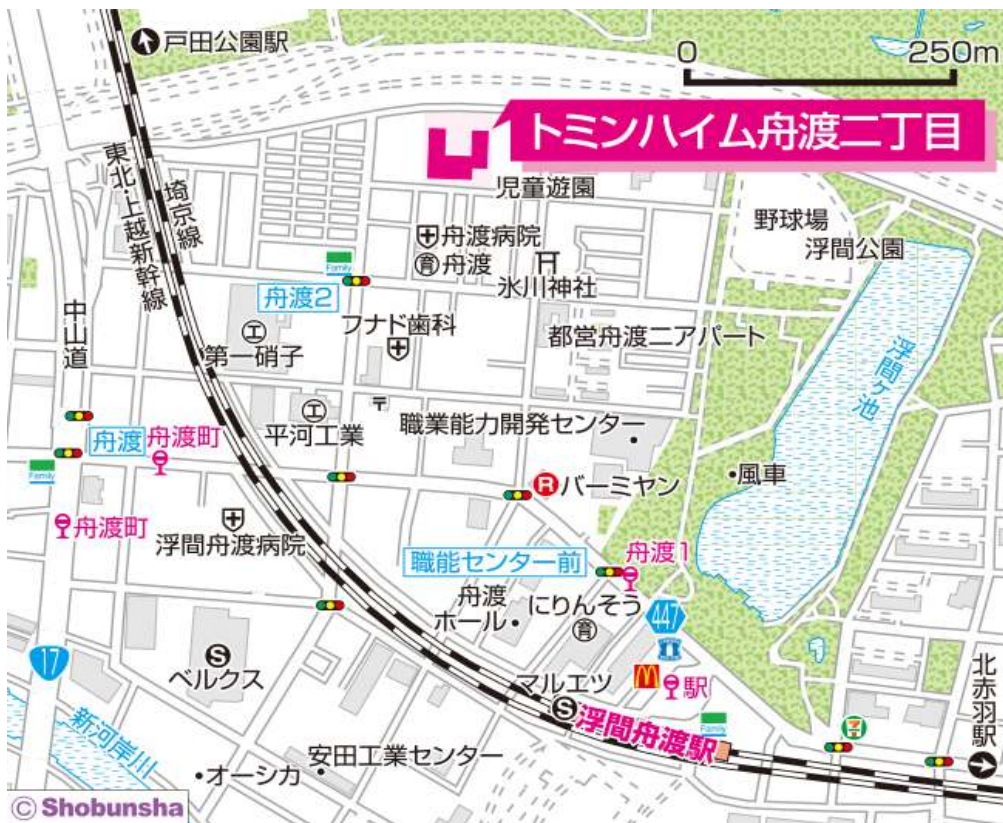 戸田公園駅
0 250m
トミンハイム舟渡二丁目
児童遊園
野球場
浮間公園
東北・上越新幹線
埼京線
舟渡病院
育 舟渡
氷川神社
Family
舟渡2
フナド歯科
都営舟渡二アパート
中山道
工
第一硝子
浮間ヶ池
工
平河工業
職業能力開発センター
舟渡
舟渡町
Family
風車
R バーミヤン
舟渡町
浮間舟渡病院
職能センター前
舟渡1
舟渡
ホール
にりんそう
育
447
17
S
ベルクス
マルエツ
S
駅
浮間舟渡駅
Family
北赤羽駅
新河岸川
オーシカ
安田工業センター
© Shobunsha